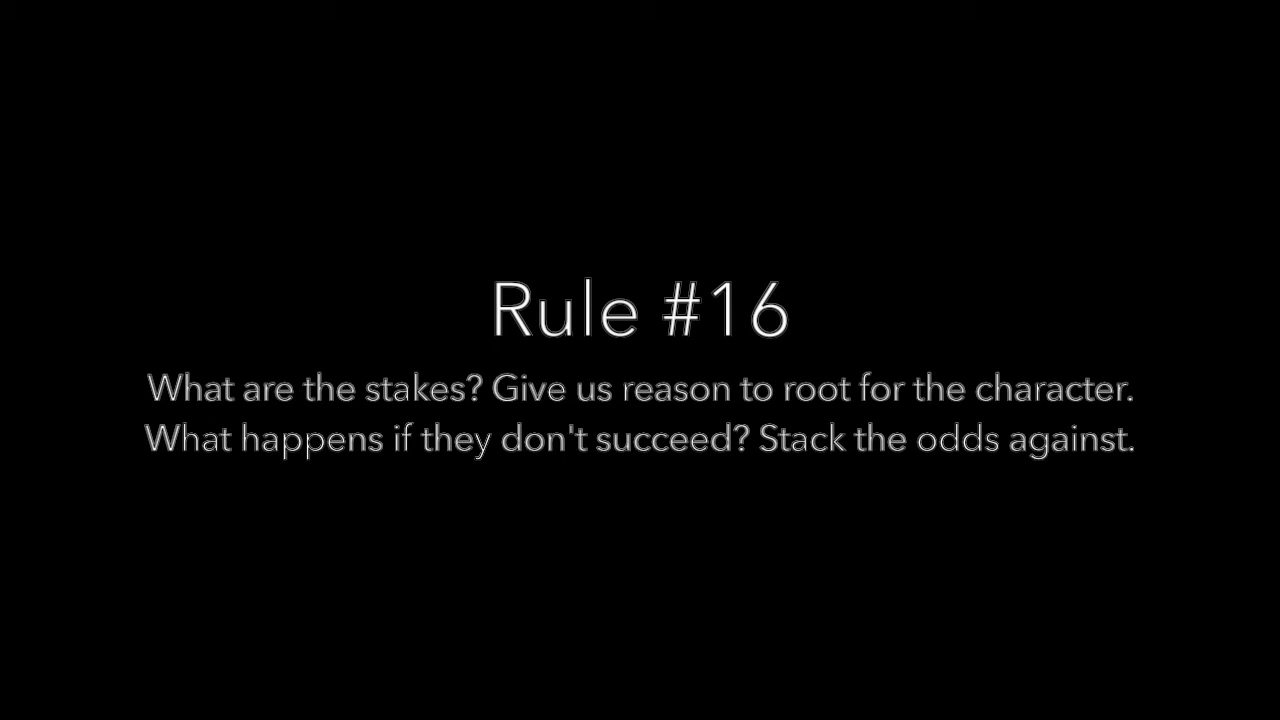 Rule #16
What are the stakes? Give us reason to root for the character.
What happens if they don't succeed? Stack the odds against.